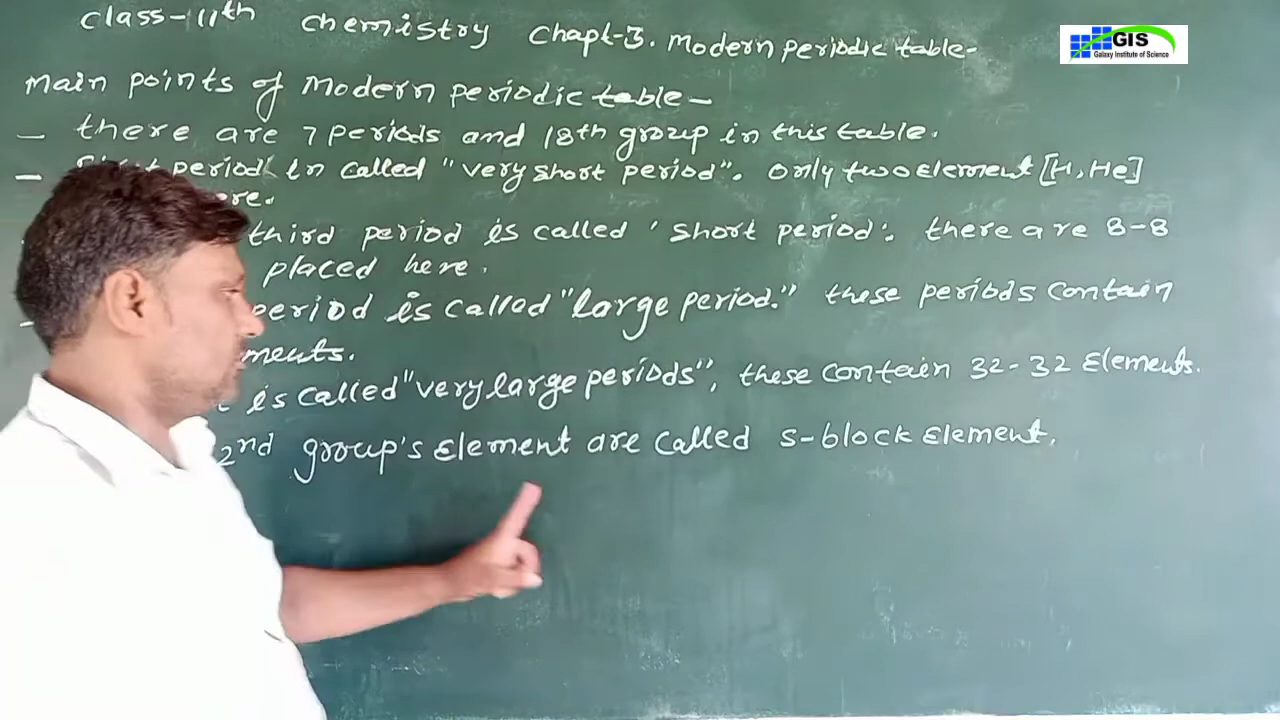 class-11th chemistry Chapt-3. Modern periodic table-
GIS
Galaxy Institute of Science
main points of Modern periodic table-
- there are 7 periods and 18th group in this table.
- period in called "very short period". only two element [H, He]
third period is called 'short period'. there are 8-8
placed here.
period is called "large period." these periods contain
is called "very large periods", these contain 32-32 Elements.
2nd group's element are called s-block element.